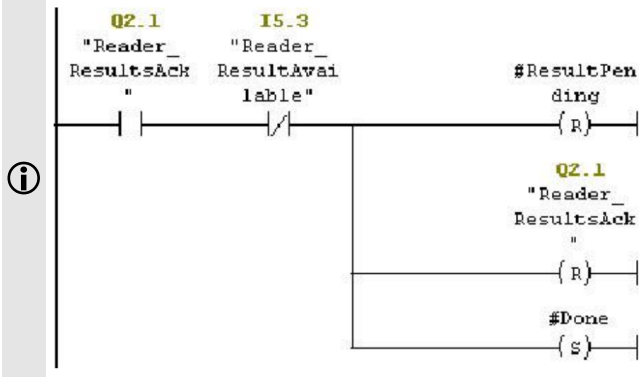 Q2.1
"Reader_
ResultsAck
"
I5.3
"Reader_
ResultAvai
lable"
#ResultPen
ding
R
Q2.1
"Reader_
ResultsAck
"
R
#Done
S